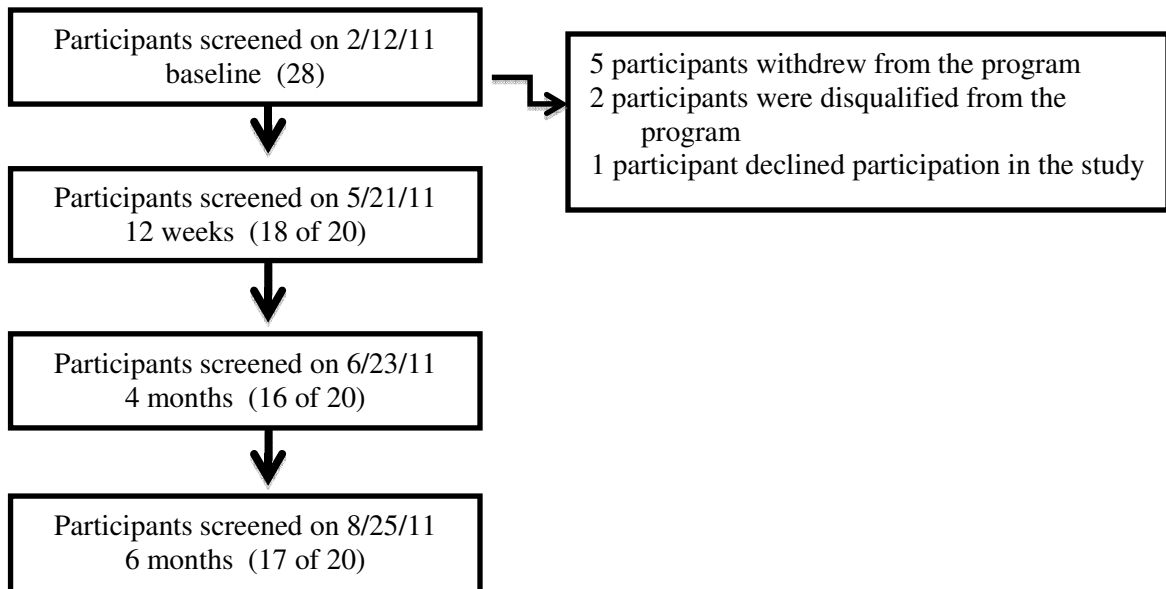 Participants screened on 2/12/11
baseline (28)
5 participants withdrew from the program
2 participants were disqualified from the
program
1 participant declined participation in the study
Participants screened on 5/21/11
12 weeks (18 of 20)
Participants screened on 6/23/11
4 months (16 of 20)
Participants screened on 8/25/11
6 months (17 of 20)